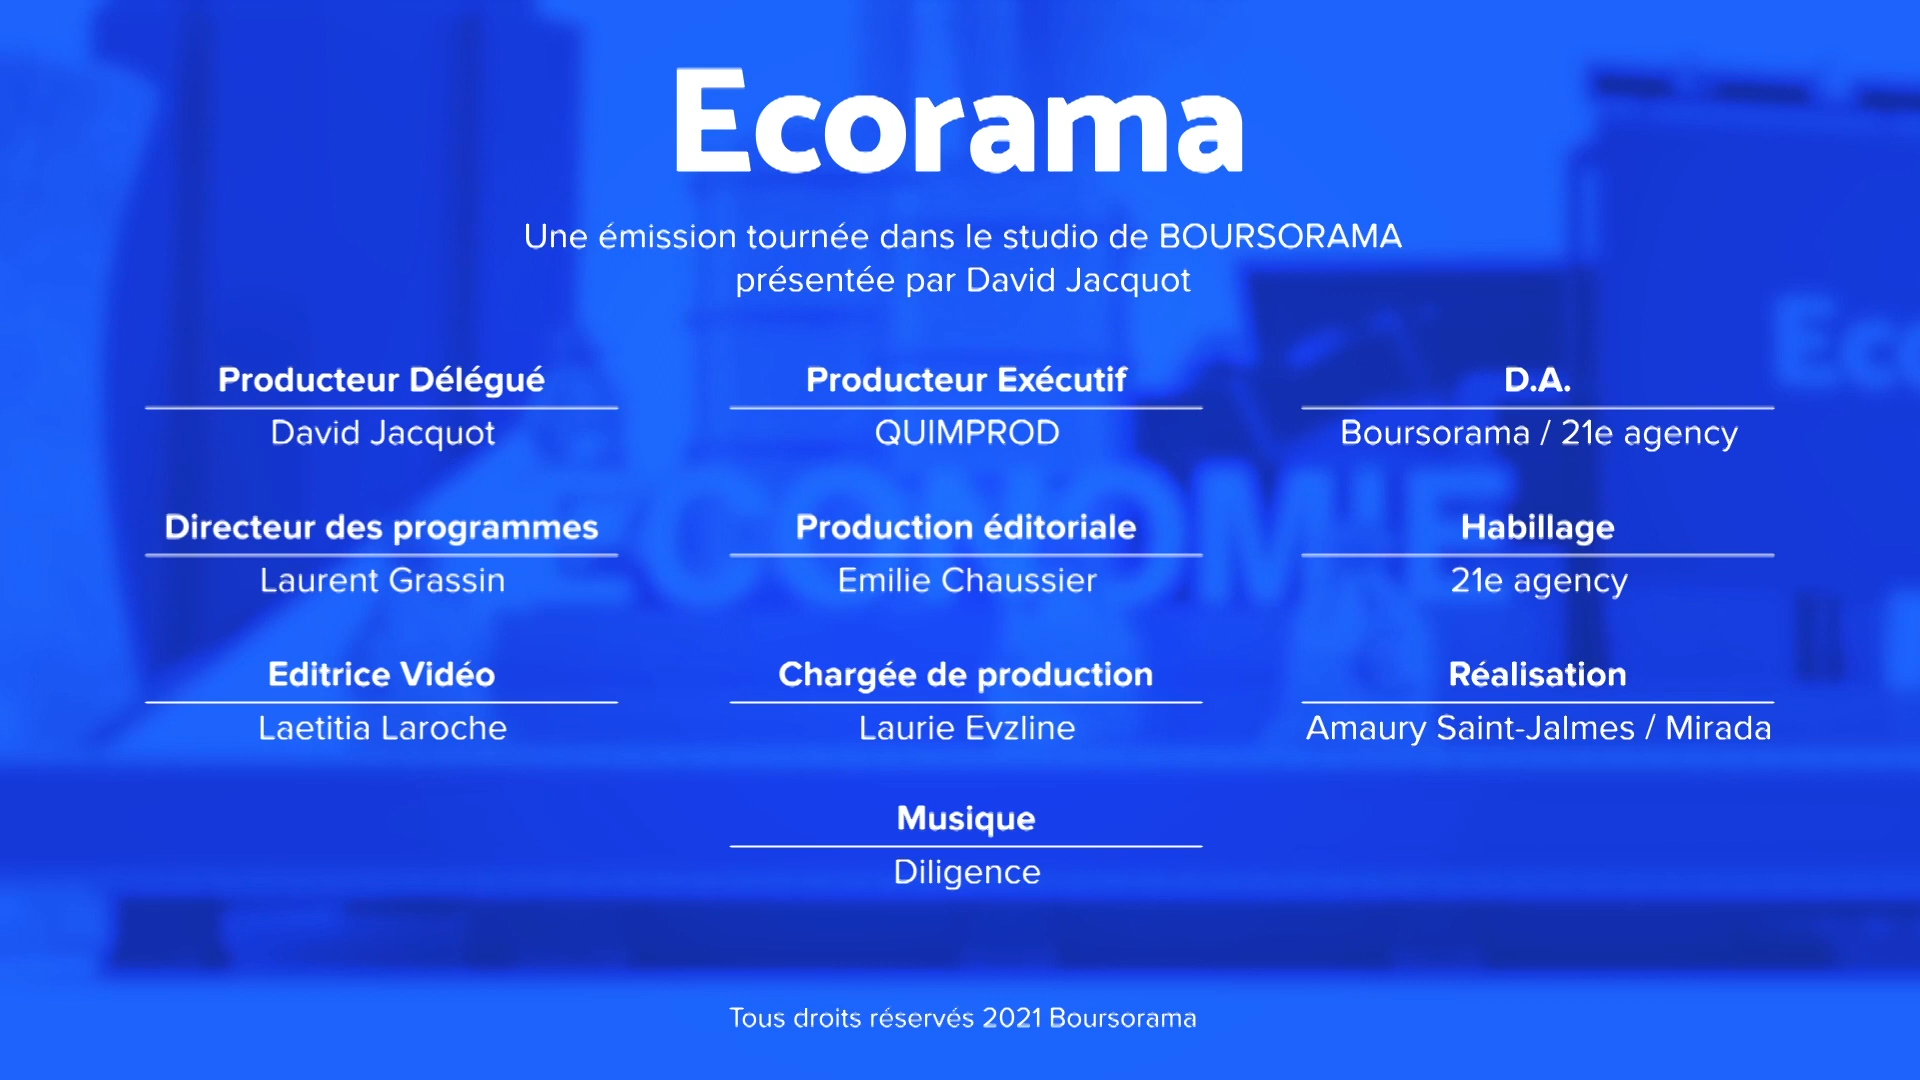 Ecorama
Une émission tournée dans le studio de BOURSORAMA
présentée par David Jacquot
Producteur Délégué
David Jacquot
Producteur Exécutif
QUIMPROD
D.A.
Boursorama / 21e agency
Directeur des programmes
Laurent Grassin
Production éditoriale
Emilie Chaussier
Habillage
21e agency
Editrice Vidéo
Laetitia Laroche
Chargée de production
Laurie Evzline
Réalisation
Amaury Saint-Jalmes / Mirada
Musique
Diligence
Tous droits réservés 2021 Boursorama
ÉCONOMIE
Eco